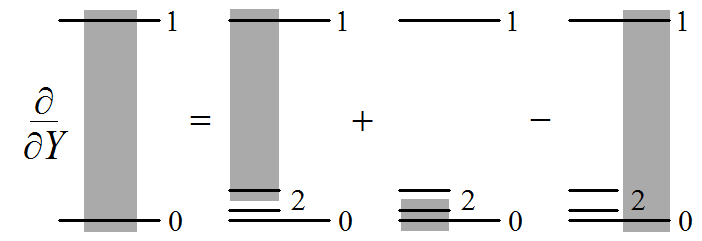 1 1 1 1
∂/∂Y = + −
2 2 2
0 0 0 0